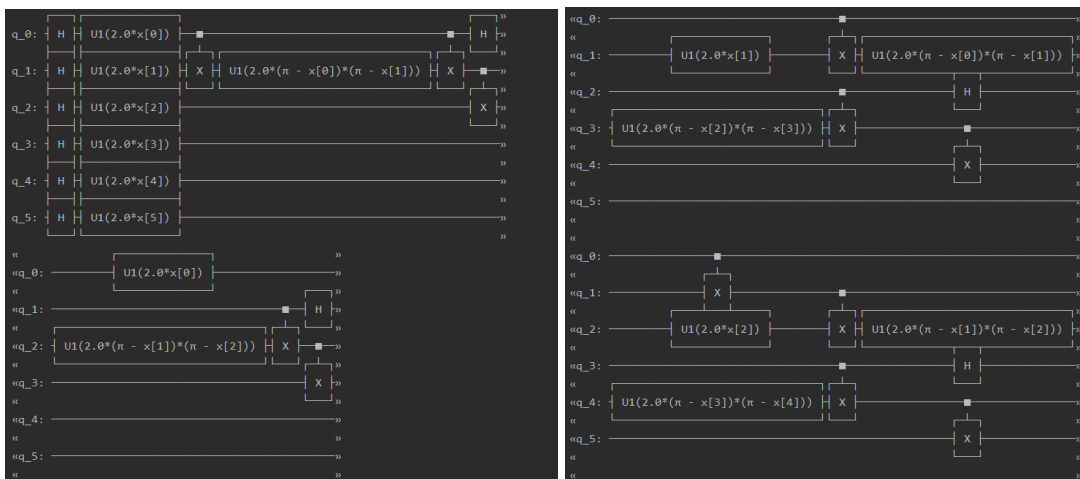 »
q_0: H U1(2.0*x[0]) ■ ■ H »
»
q_1: H U1(2.0*x[1]) X U1(2.0*(π - x[0])*(π - x[1])) X ■ »
»
q_2: H U1(2.0*x[2]) X »
»
q_3: H U1(2.0*x[3]) »
»
q_4: H U1(2.0*x[4]) »
»
q_5: H U1(2.0*x[5]) »
»
« »
«q_0: U1(2.0*x[0]) »
« »
«q_1: ■ H »
« »
«q_2: U1(2.0*(π - x[1])*(π - x[2])) X ■ »
« »
«q_3: X »
« »
«q_4: »
« »
«q_5: »
« »
«q_0: ■ »
« »
«q_1: U1(2.0*x[1]) X U1(2.0*(π - x[0])*(π - x[1])) »
« »
«q_2: ■ H »
« »
«q_3: U1(2.0*(π - x[2])*(π - x[3])) X ■ »
« »
«q_4: X »
« »
«q_5: »
« »
« »
«q_0: ■ »
« »
«q_1: X ■ »
« »
«q_2: U1(2.0*x[2]) X U1(2.0*(π - x[1])*(π - x[2])) »
« »
«q_3: ■ H »
« »
«q_4: U1(2.0*(π - x[3])*(π - x[4])) X ■ »
« »
«q_5: X »
« »